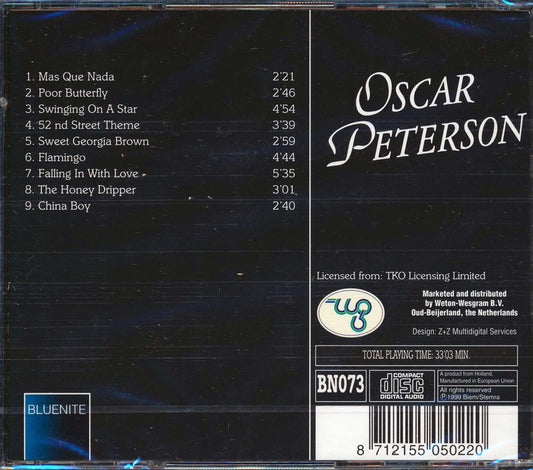 1. Mas Que Nada 2'21
2. Poor Butterfly 2'46
3. Swinging On A Star 4'54
4. 52 nd Street Theme 3'39
5. Sweet Georgia Brown 2'59
6. Flamingo 4'44
7. Falling In With Love 5'35
8. The Honey Dripper 3'01
9. China Boy 2'40
BLUENITE
OSCAR
PETERSON
Licensed from: TKO Licensing Limited
Marketed and distributed
by Weton-Wesgram B.V.
Oud-Beijerland, the Netherlands
Design: Z+Z Multidigital Services
TOTAL PLAYING TIME: 33'03 MIN.
BN073
COMPACT
disc
DIGITAL AUDIO
A product from Holland,
Manufactured in European Union
All rights reserved
℗1999 Biem/Stemra
8 712155 050220